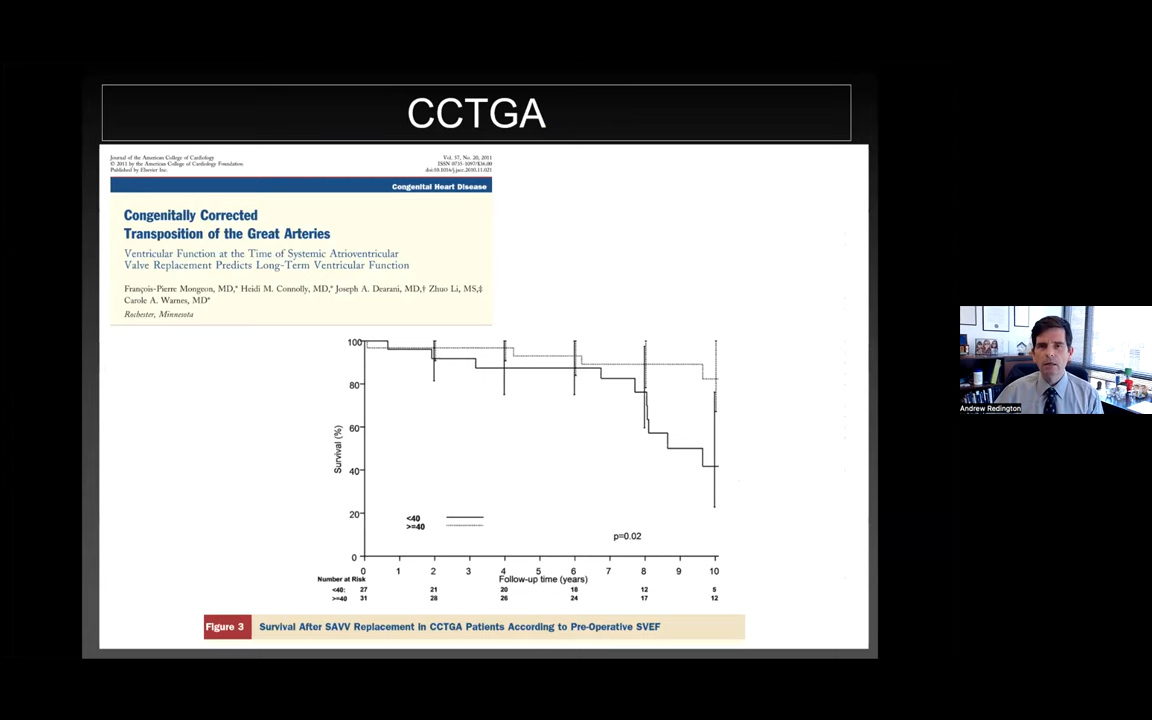 CCTGA
Journal of the American College of Cardiology
© 2011 by the American College of Cardiology Foundation
Published by Elsevier Inc.
Vol. 57, No. 20, 2011
ISSN 0735-1097/$36.00
doi:10.1016/j.jacc.2010.11.021
Congenital Heart Disease
Congenitally Corrected
Transposition of the Great Arteries
Ventricular Function at the Time of Systemic Atrioventricular
Valve Replacement Predicts Long-Term Ventricular Function
François-Pierre Mongeon, MD,* Heidi M. Connolly, MD,* Joseph A. Dearani, MD,† Zhuo Li, MS,‡
Carole A. Warnes, MD*
Rochester, Minnesota
100
80
60
40
20
0
Survival (%)
<40
>=40
p=0.02
0 1 2 3 4 5 6 7 8 9 10
Follow-up time (years)
Number at Risk
<40: 27 21 20 18 12 5
>=40 31 28 26 24 17 12
Figure 3 Survival After SAVV Replacement in CCTGA Patients According to Pre-Operative SVEF
Andrew Redington